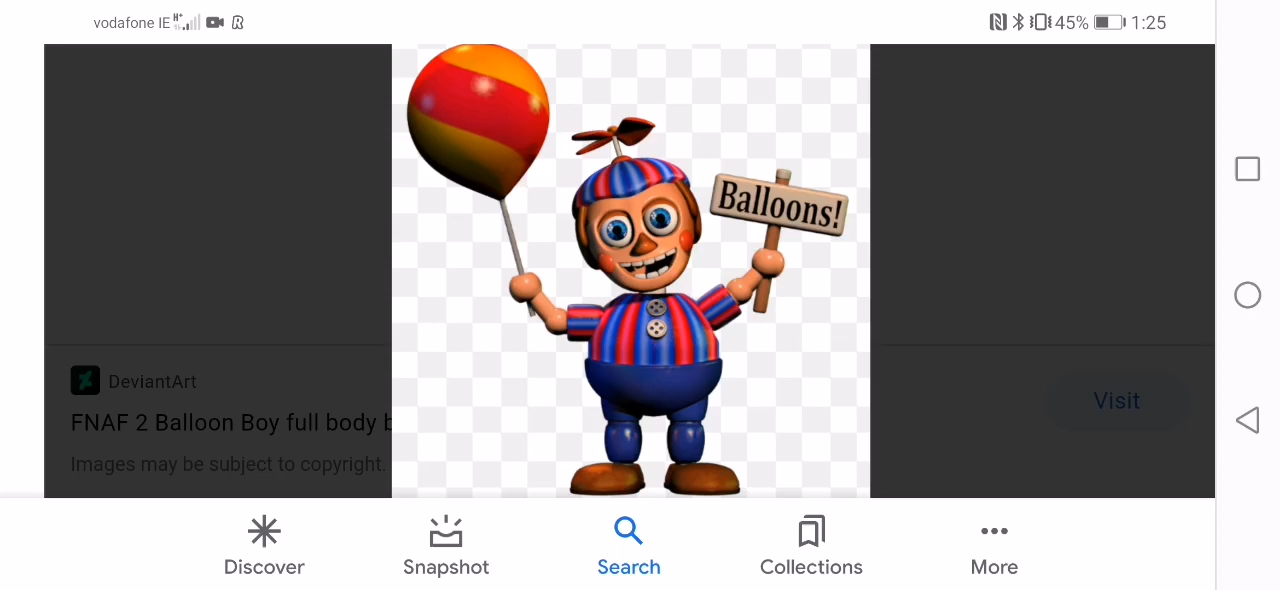 vodafone IE H+ 45% 1:25
Balloons!
DeviantArt
FNAF 2 Balloon Boy full body b
Visit
Images may be subject to copyright.
Discover Snapshot Search Collections More